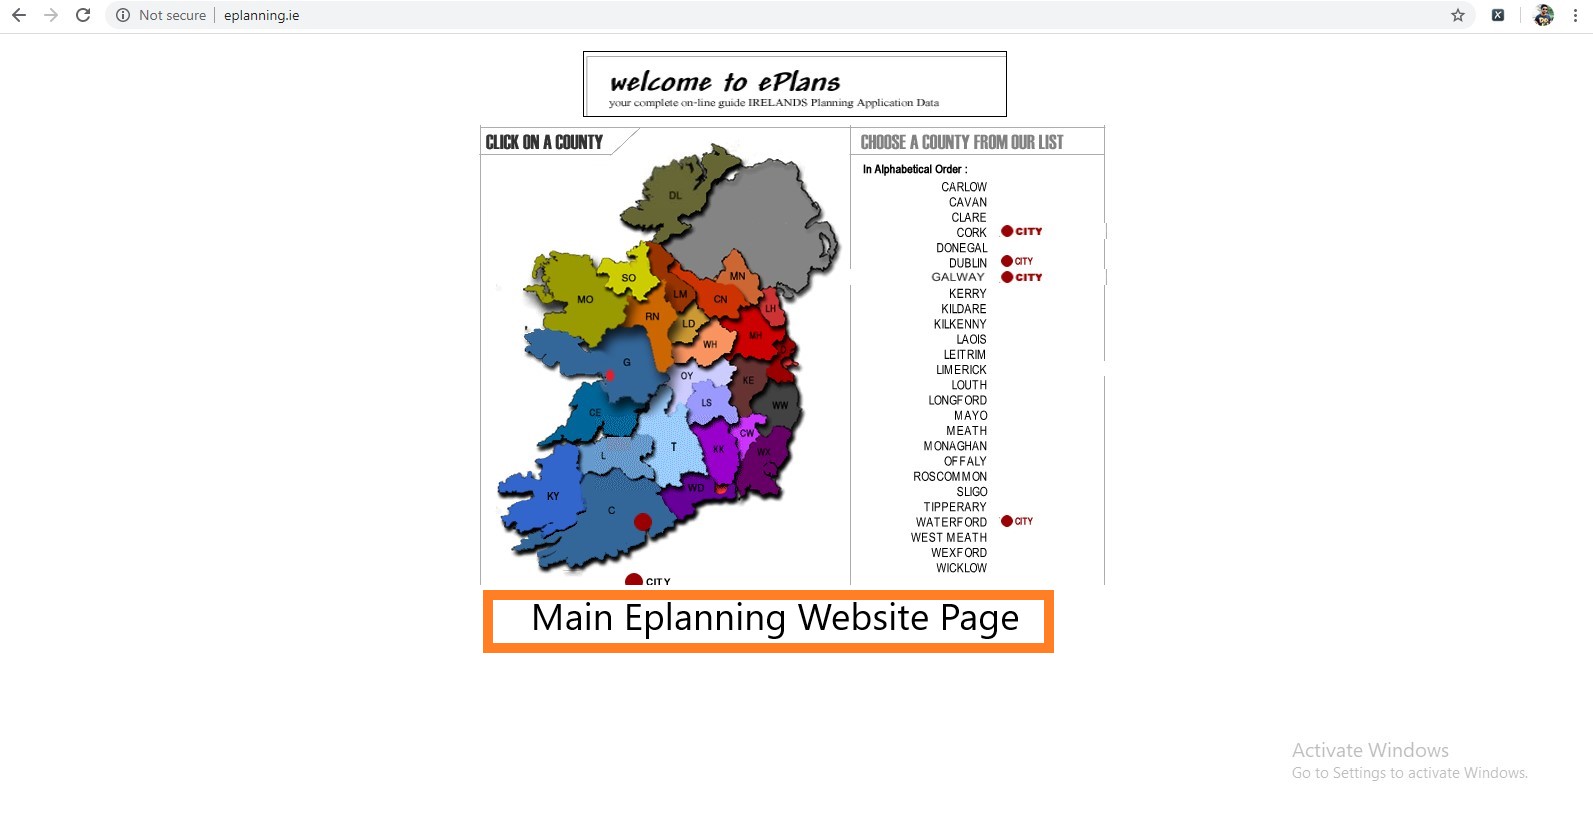 Not secure | eplanning.ie
welcome to ePlans
your complete on-line guide IRELANDS Planning Application Data
CLICK ON A COUNTY
DL
SO
MN
MO
LM
CN
RN
LD
LH
MH
WH
G
OY
KE
LS
WW
CE
CW
T
KK
WX
L
WD
KY
C
CITY
CHOOSE A COUNTY FROM OUR LIST
In Alphabetical Order :
CARLOW
CAVAN
CLARE
CORK CITY
DONEGAL
DUBLIN CITY
GALWAY CITY
KERRY
KILDARE
KILKENNY
LAOIS
LEITRIM
LIMERICK
LOUTH
LONGFORD
MAYO
MEATH
MONAGHAN
OFFALY
ROSCOMMON
SLIGO
TIPPERARY
WATERFORD CITY
WEST MEATH
WEXFORD
WICKLOW
Main Eplanning Website Page
Activate Windows
Go to Settings to activate Windows.